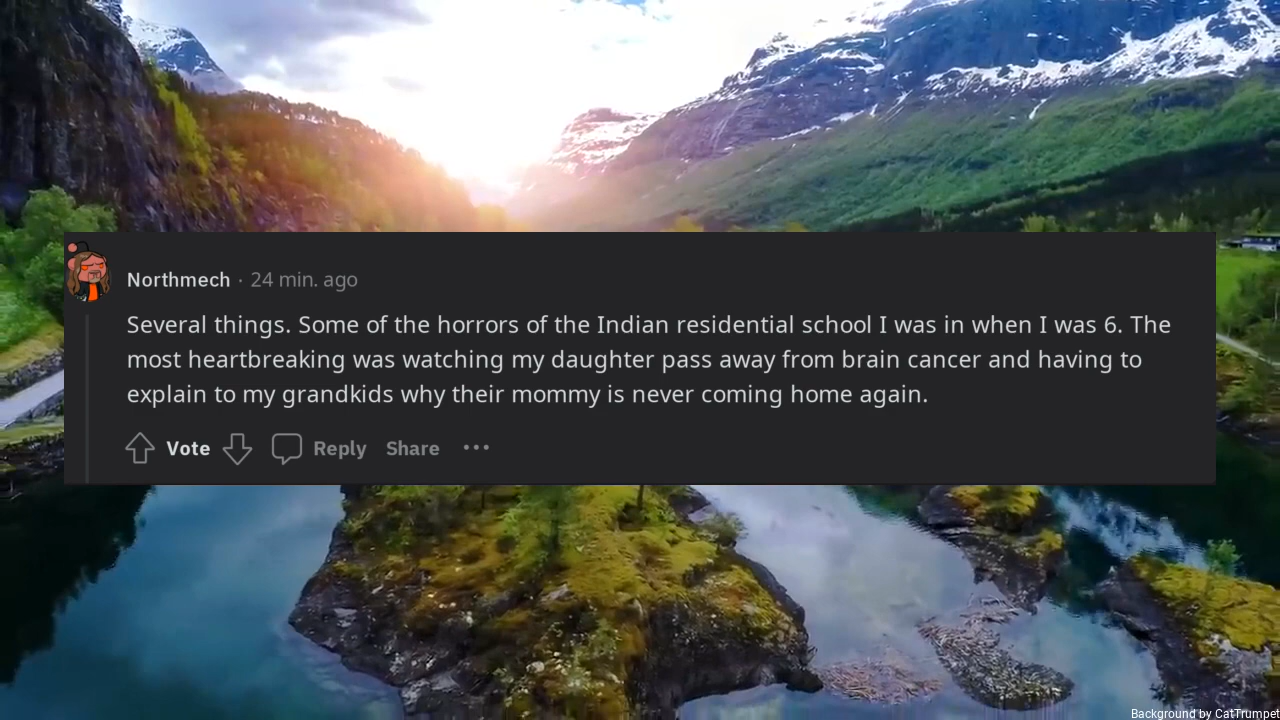 Northmech · 24 min. ago
Several things. Some of the horrors of the Indian residential school I was in when I was 6. The
most heartbreaking was watching my daughter pass away from brain cancer and having to
explain to my grandkids why their mommy is never coming home again.
Vote Reply Share •••
Background by CatTrumpet